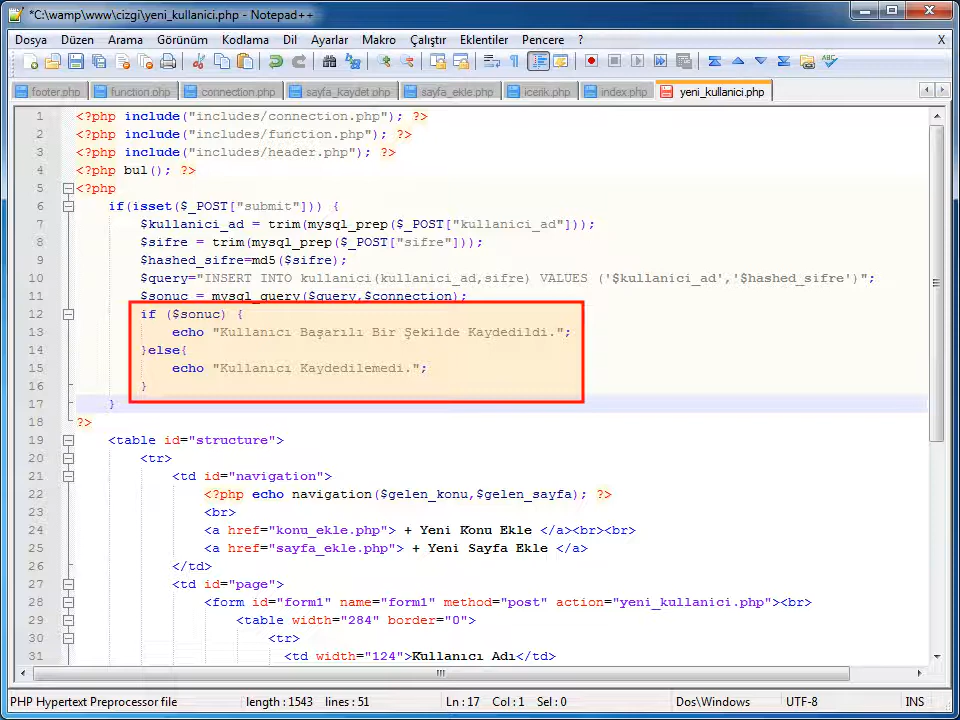 *C:\wamp\www\cizgi\yeni_kullanici.php - Notepad++
Dosya Düzen Arama Görünüm Kodlama Dil Ayarlar Makro Çalıştır Eklentiler Pencere ? X
footer.php function.php connection.php sayfa_kaydet.php sayfa_ekle.php icerik.php index.php yeni_kullanici.php
1 <?php include("includes/connection.php"); ?>
2 <?php include("includes/function.php"); ?>
3 <?php include("includes/header.php"); ?>
4 <?php bul(); ?>
5 <?php
6 if(isset($_POST["submit"])) {
7 $kullanici_ad = trim(mysql_prep($_POST["kullanici_ad"]));
8 $sifre = trim(mysql_prep($_POST["sifre"]));
9 $hashed_sifre=md5($sifre);
10 $query="INSERT INTO kullanici(kullanici_ad,sifre) VALUES ('$kullanici_ad','$hashed_sifre')";
11 $sonuc = mysql_query($query,$connection);
12 if ($sonuc) {
13 echo "Kullanıcı Başarılı Bir Şekilde Kaydedildi.";
14 }else{
15 echo "Kullanıcı Kaydedilemedi.";
16 }
17 }
18 ?>
19 <table id="structure">
20 <tr>
21 <td id="navigation">
22 <?php echo navigation($gelen_konu,$gelen_sayfa); ?>
23 <br>
24 <a href="konu_ekle.php"> + Yeni Konu Ekle </a><br><br>
25 <a href="sayfa_ekle.php"> + Yeni Sayfa Ekle </a>
26 </td>
27 <td id="page">
28 <form id="form1" name="form1" method="post" action="yeni_kullanici.php"><br>
29 <table width="284" border="0">
30 <tr>
31 <td width="124">Kullanıcı Adı</td>
PHP Hypertext Preprocessor file length : 1543 lines : 51 Ln : 17 Col : 1 Sel : 0 Dos\Windows UTF-8 INS